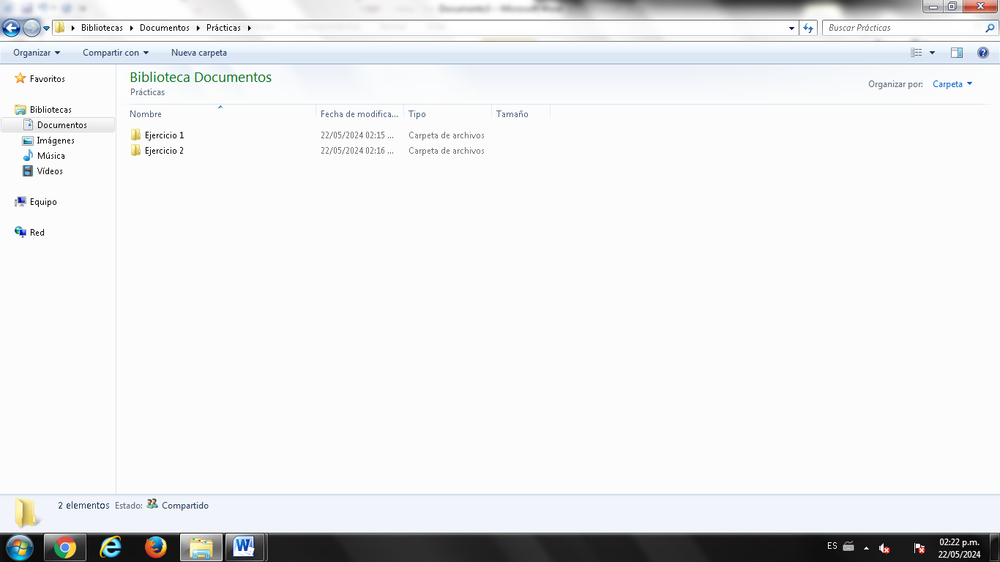 Bibliotecas Documentos Prácticas Buscar Prácticas
Organizar Compartir con Nueva carpeta
Favoritos
Bibliotecas
Documentos
Imágenes
Música
Vídeos
Equipo
Red
Biblioteca Documentos
Prácticas
Organizar por: Carpeta
Nombre Fecha de modifica... Tipo Tamaño
Ejercicio 1 22/05/2024 02:15 ... Carpeta de archivos
Ejercicio 2 22/05/2024 02:16 ... Carpeta de archivos
2 elementos Estado: Compartido
ES 02:22 p.m.
22/05/2024